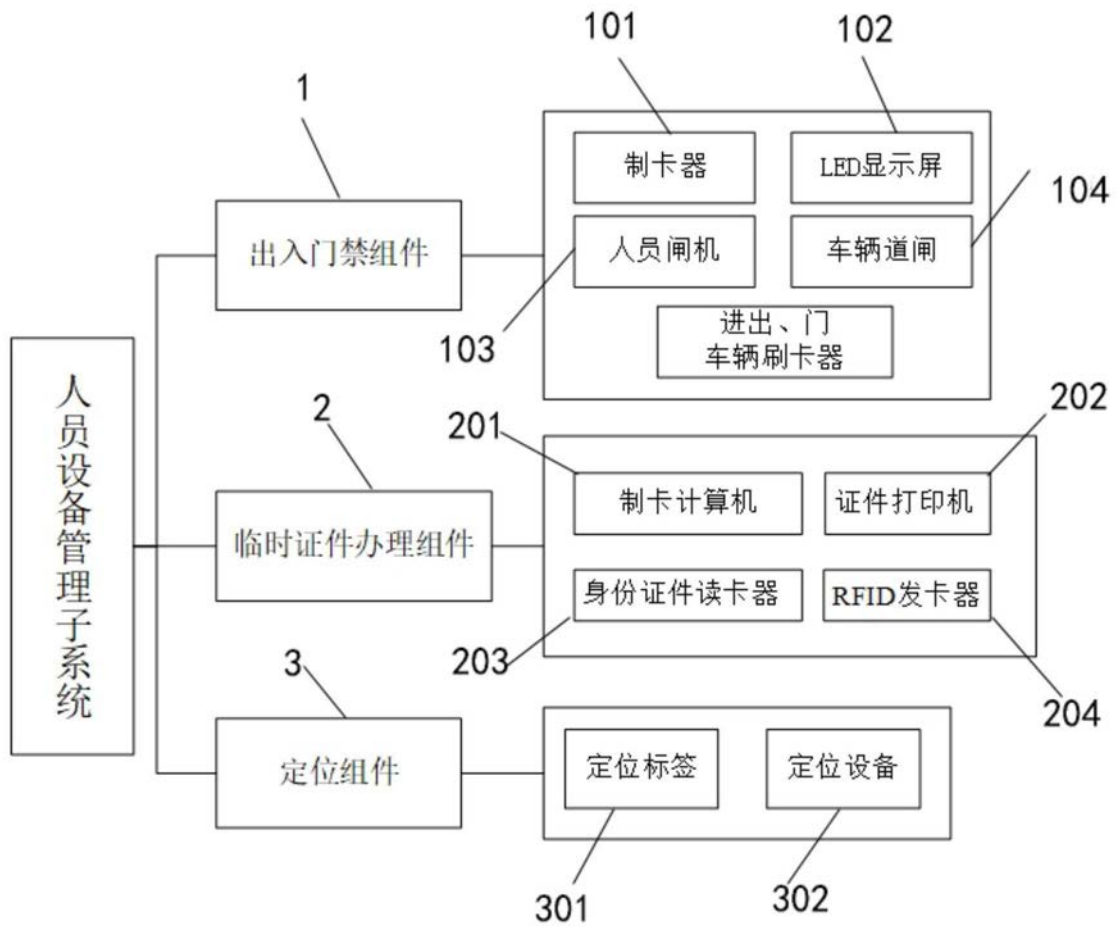 101
102
1
制卡器
LED显示屏
104
出入门禁组件
人员闸机
车辆道闸
103
进出、门
车辆刷卡器
人员设备管理子系统
2
201
202
制卡计算机
证件打印机
临时证件办理组件
身份证件读卡器
RFID发卡器
203
204
3
定位组件
定位标签
定位设备
301
302